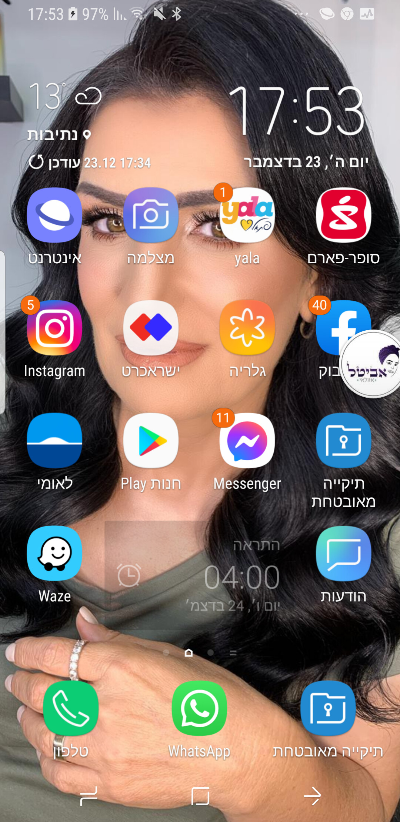 17:53 97%
13°
17:53
נתיבות
יום ה׳, 23 בדצמבר
עודכן 23.12 17:34
1
yala
סופר-פארם
yala
מצלמה
אינטרנט
40
5
בוק
גלריה
ישראכרט
Instagram
אביטל
11
תיקייה
מאובטחת
Messenger
חנות Play
לאומי
התראה
04:00
יום ו׳, 24 בדצמ׳
הודעות
Waze
תיקייה מאובטחת
WhatsApp
טלפון